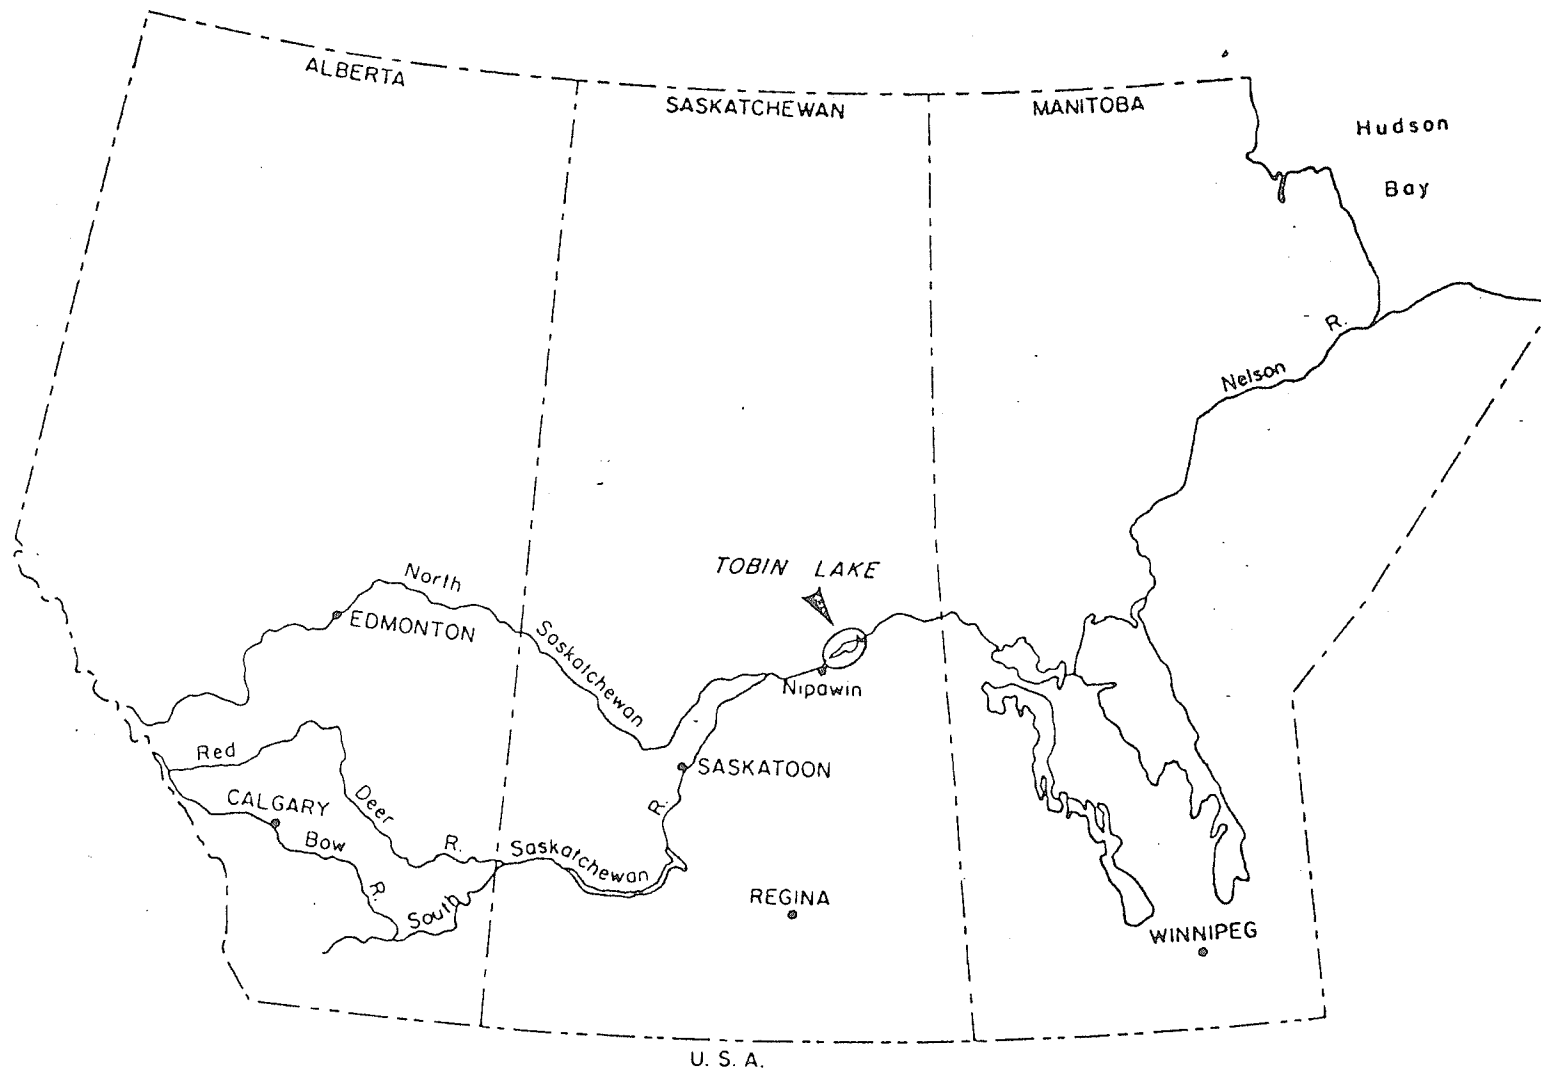 ALBERTA
SASKATCHEWAN
MANITOBA
Hudson
Bay
R.
Nelson
TOBIN LAKE
North
EDMONTON
Saskatchewan
Nipawin
Red
SASKATOON
CALGARY
Deer
R.
Bow
R.
Saskatchewan
R.
South
REGINA
WINNIPEG
U. S. A.